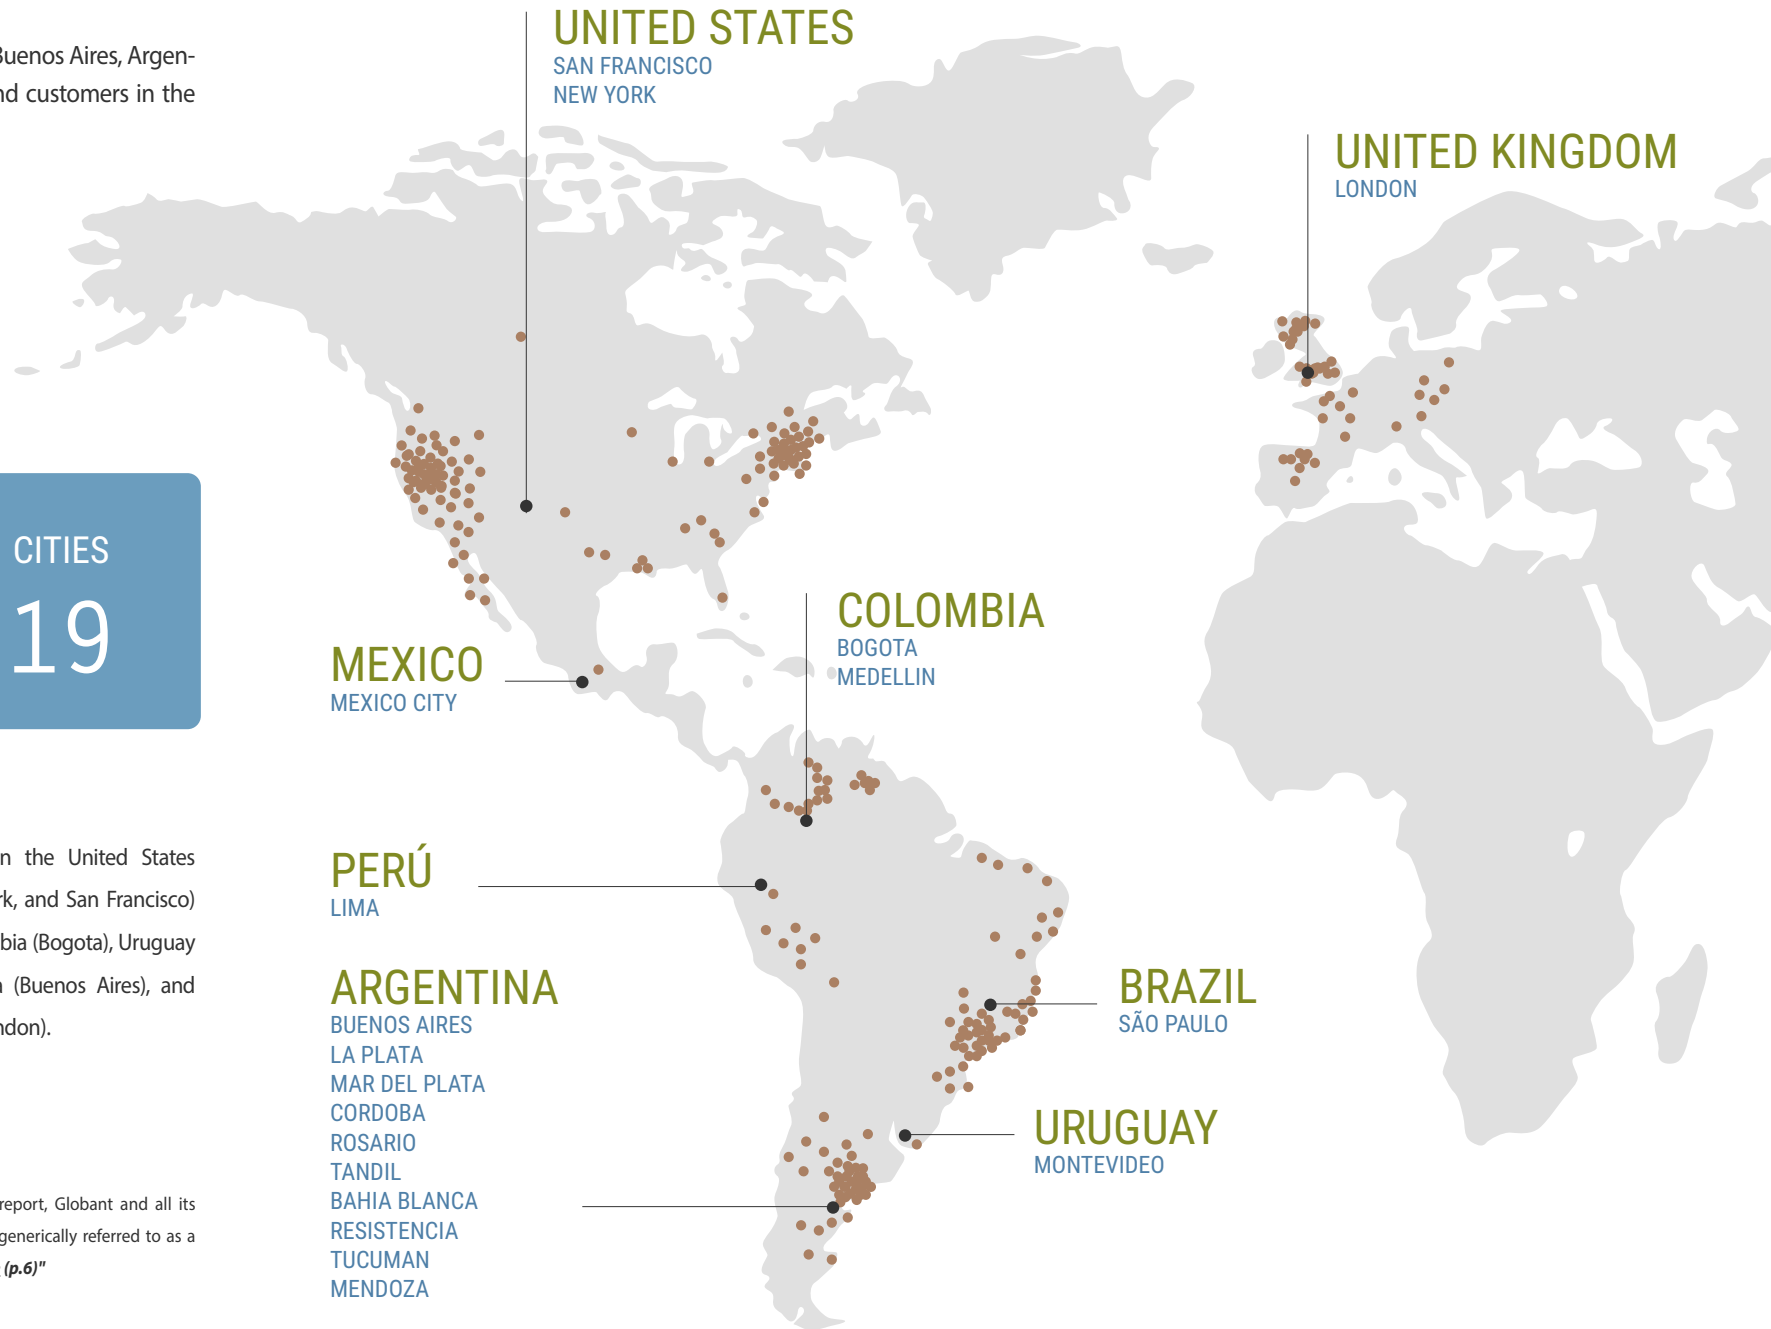 Buenos Aires, Argen-
nd customers in the
CITIES
19
n the United States
rk, and San Francisco)
bia (Bogota), Uruguay
a (Buenos Aires), and
ndon).
report, Globant and all its
generically referred to as a
(p.6)"
UNITED STATES
SAN FRANCISCO
NEW YORK
UNITED KINGDOM
LONDON
COLOMBIA
BOGOTA
MEDELLIN
MEXICO
MEXICO CITY
PERÚ
LIMA
ARGENTINA
BUENOS AIRES
LA PLATA
MAR DEL PLATA
CORDOBA
ROSARIO
TANDIL
BAHIA BLANCA
RESISTENCIA
TUCUMAN
MENDOZA
BRAZIL
SÃO PAULO
URUGUAY
MONTEVIDEO